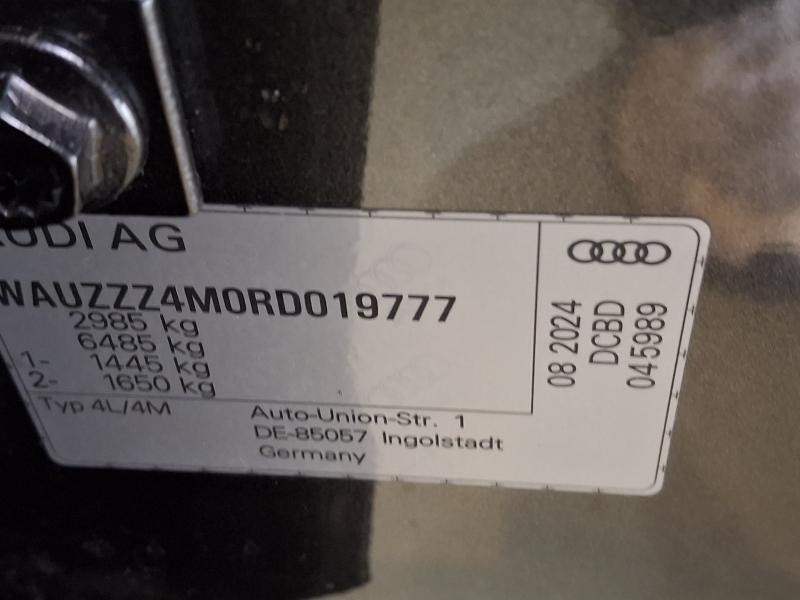 UDI AG
WAUZZZ4M0RD019777
2985 kg
6485 kg
1- 1445 kg
2- 1650 kg
Typ 4L/4M
Auto-Union-Str. 1
DE-85057 Ingolstadt
Germany
08 2024
DCBD
045989